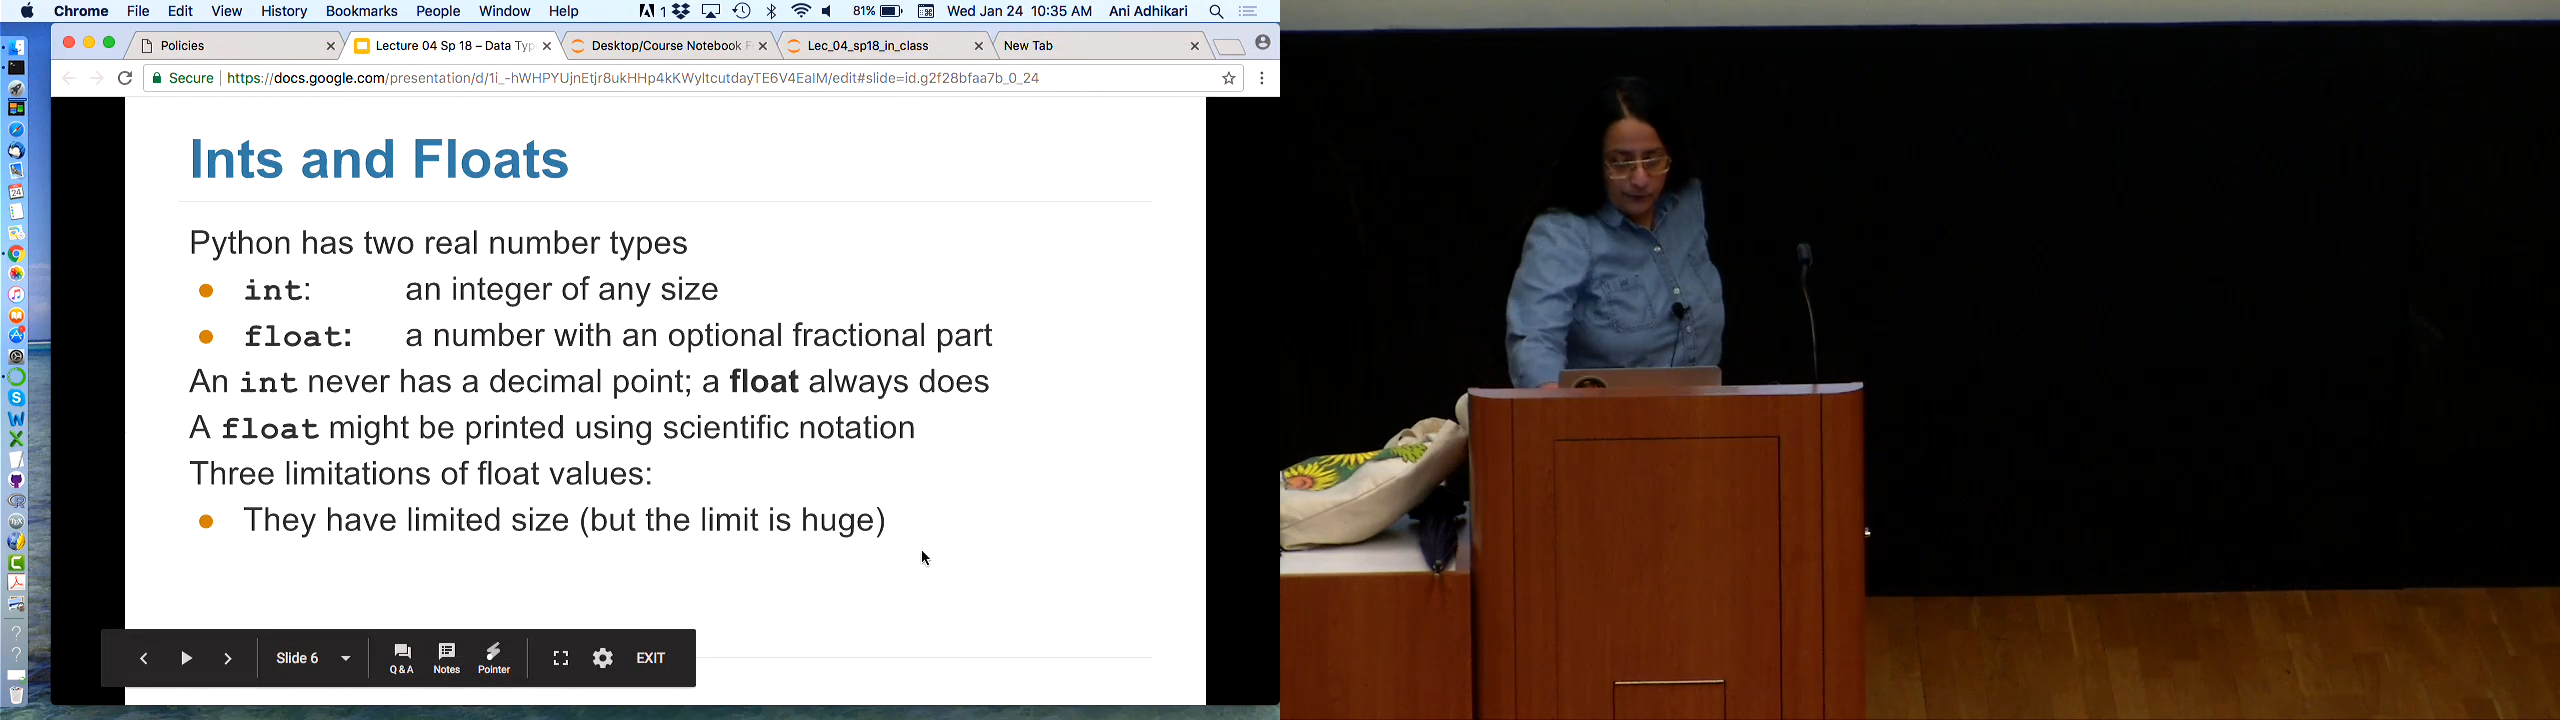 Chrome File Edit View History Bookmarks People Window Help 1 81% Wed Jan 24 10:35 AM Ani Adhikari
Policies Lecture 04 Sp 18 – Data Typ Desktop/Course Notebook F Lec_04_sp18_in_class New Tab
Secure https://docs.google.com/presentation/d/1i_-hWHPYUjnEtjr8ukHHp4kKWyltcutdayTE6V4EaIM/edit#slide=id.g2f28bfaa7b_0_24
Ints and Floats
Python has two real number types
● int: an integer of any size
● float: a number with an optional fractional part
An int never has a decimal point; a float always does
A float might be printed using scientific notation
Three limitations of float values:
● They have limited size (but the limit is huge)
Slide 6 Q & A Notes Pointer EXIT